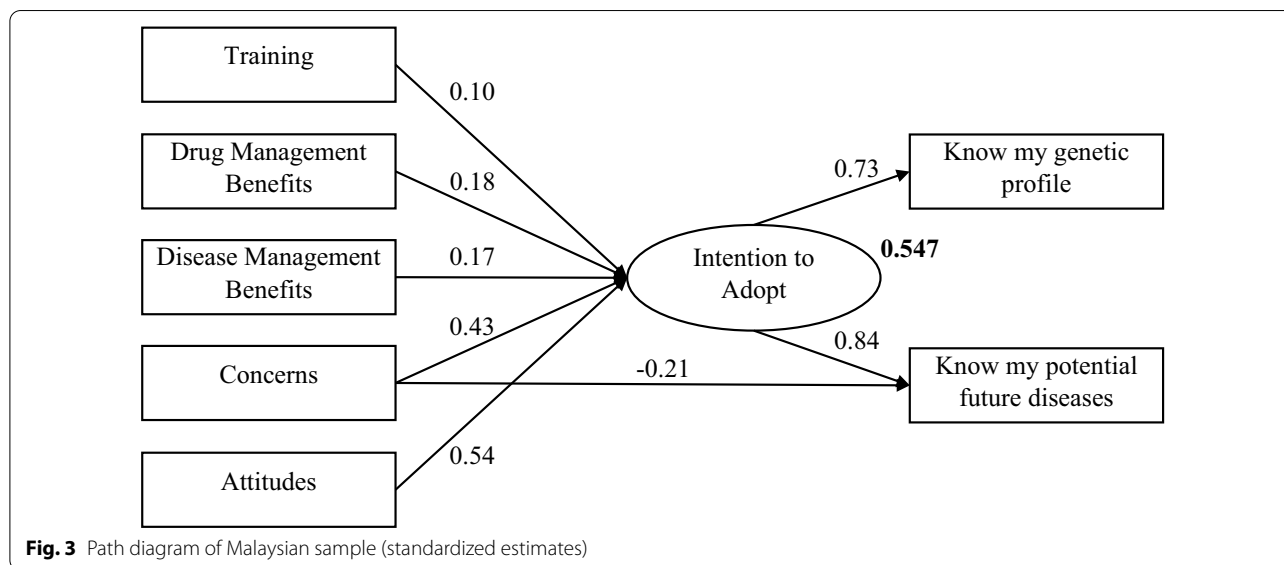 Training
0.10
Drug Management
Benefits
0.18
Disease Management
Benefits
0.17
Concerns
0.43
-0.21
Attitudes
0.54
Intention to
Adopt
0.547
0.73
Know my genetic
profile
0.84
Know my potential
future diseases
Fig. 3 Path diagram of Malaysian sample (standardized estimates)